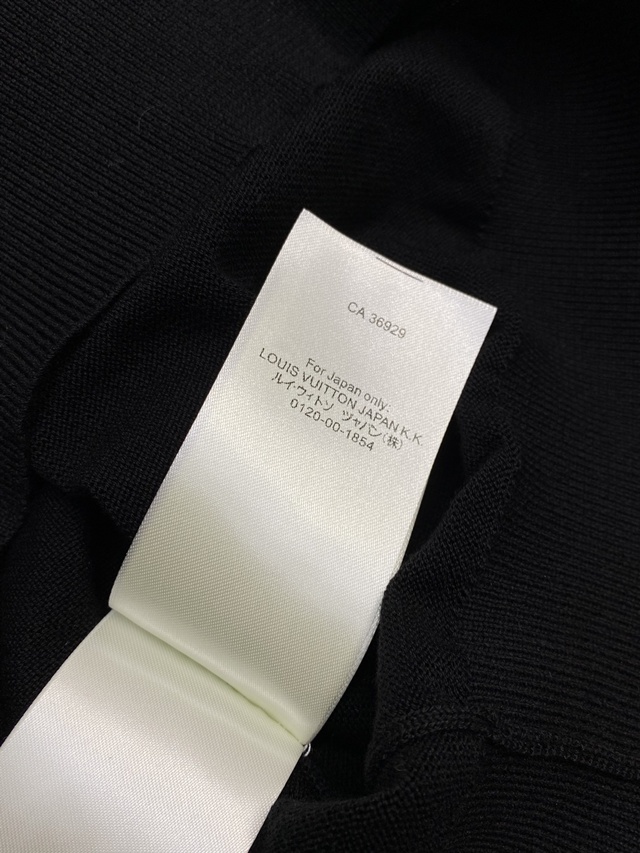 CA 36929
For Japan only:
LOUIS VUITTON JAPAN K.K.
ルイ・ヴィトン ジャパン(株)
0120-00-1854